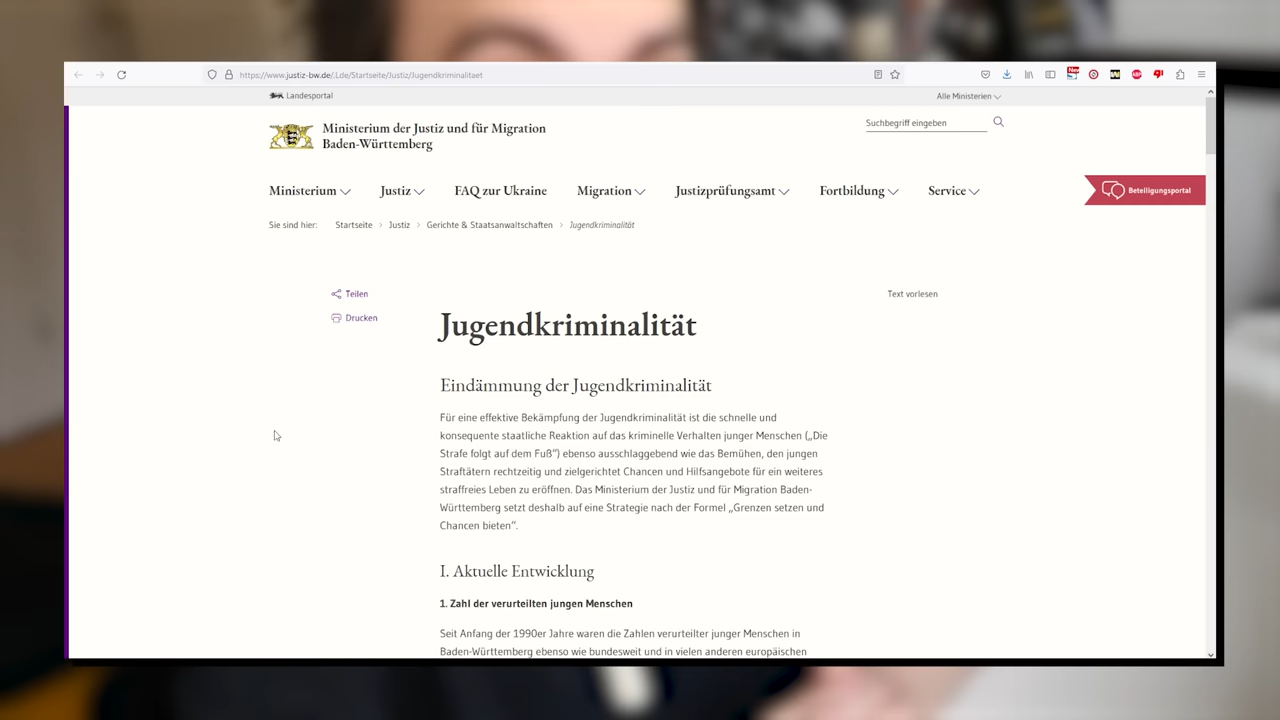 https://www.justiz-bw.de/.Lde/Startseite/Justiz/Jugendkriminalitaet
Landesportal
Alle Ministerien
Ministerium der Justiz und für Migration
Baden-Württemberg
Suchbegriff eingeben
Ministerium
Justiz
FAQ zur Ukraine
Migration
Justizprüfungsamt
Fortbildung
Service
Beteiligungsportal
Sie sind hier: Startseite > Justiz > Gerichte & Staatsanwaltschaften > Jugendkriminalität
Teilen
Text vorlesen
Drucken
Jugendkriminalität
Eindämmung der Jugendkriminalität
Für eine effektive Bekämpfung der Jugendkriminalität ist die schnelle und
konsequente staatliche Reaktion auf das kriminelle Verhalten junger Menschen („Die
Strafe folgt auf dem Fuß“) ebenso ausschlaggebend wie das Bemühen, den jungen
Straftätern rechtzeitig und zielgerichtet Chancen und Hilfsangebote für ein weiteres
straffreies Leben zu eröffnen. Das Ministerium der Justiz und für Migration Baden-
Württemberg setzt deshalb auf eine Strategie nach der Formel „Grenzen setzen und
Chancen bieten“.
I. Aktuelle Entwicklung
1. Zahl der verurteilten jungen Menschen
Seit Anfang der 1990er Jahre waren die Zahlen verurteilter junger Menschen in
Baden-Württemberg ebenso wie bundesweit und in vielen anderen europäischen